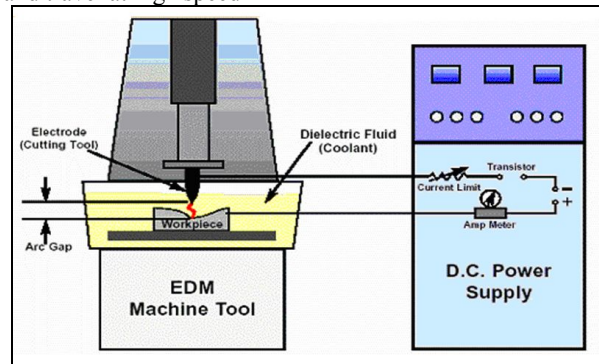 Electrode
(Cutting Tool)
Dielectric Fluid
(Coolant)
Transistor
Current Limit
–
+
Amp Meter
Workpiece
Arc Gap
EDM
Machine Tool
D.C. Power
Supply